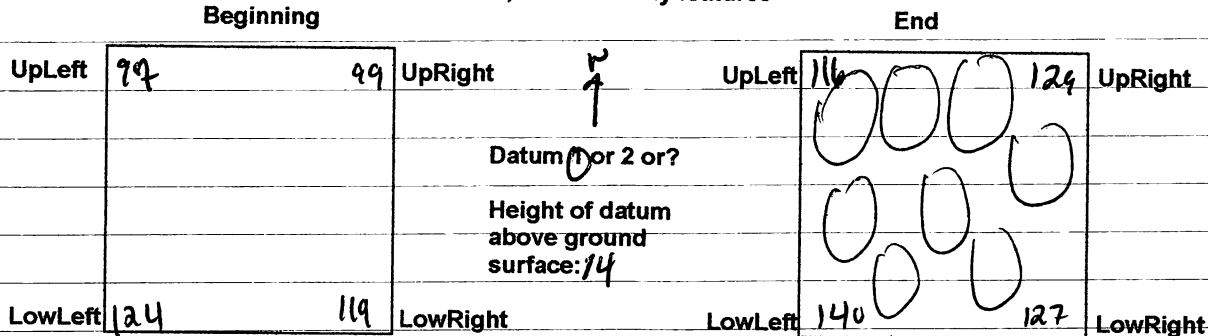 Beginning
End
UpLeft 97 99 UpRight
N
UpLeft 116 129 UpRight
Datum 1 or 2 or?
Height of datum
above ground
surface: 14
LowLeft 124 119 LowRight
LowLeft 140 127 LowRight